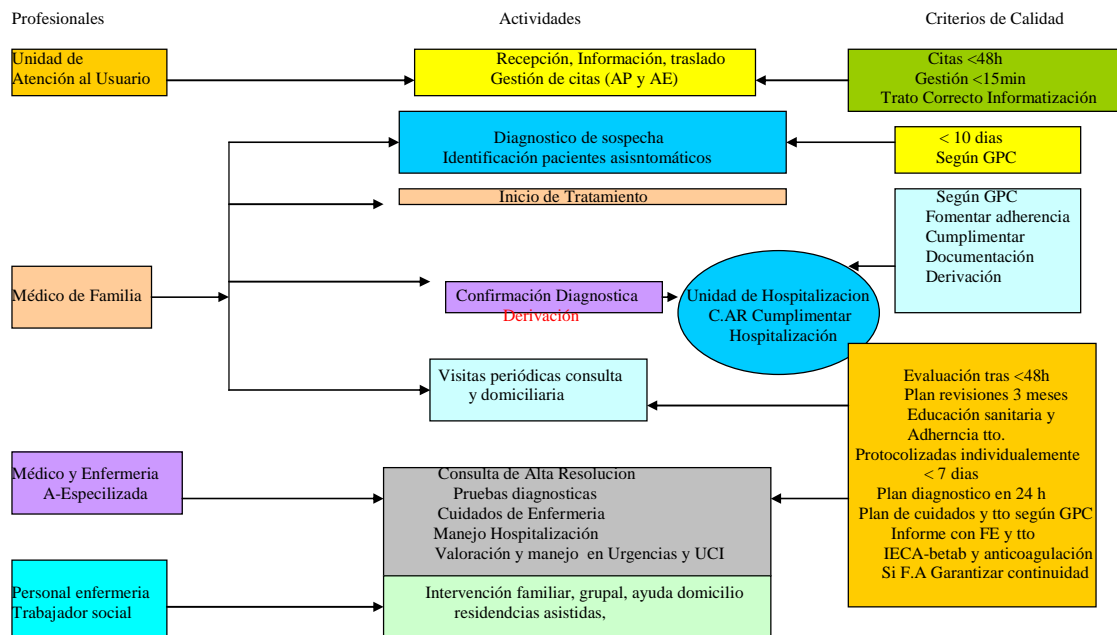 Profesionales
Actividades
Criterios de Calidad
Unidad de
Atención al Usuario
Recepción, Información, traslado
Gestión de citas (AP y AE)
Citas <48h
Gestión <15min
Trato Correcto Informatización
Diagnostico de sospecha
Identificación pacientes asisntomáticos
< 10 dias
Según GPC
Inicio de Tratamiento
Según GPC
Fomentar adherencia
Cumplimentar
Documentación
Derivación
Médico de Familia
Confirmación Diagnostica
Derivación
Unidad de Hospitalizacion
C.AR Cumplimentar
Hospitalización
Visitas periódicas consulta
y domiciliaria
Evaluación tras <48h
Plan revisiones 3 meses
Educación sanitaria y
Adherncia tto.
Protocolizadas individualemente
< 7 dias
Plan diagnostico en 24 h
Plan de cuidados y tto según GPC
Informe con FE y tto
IECA-betab y anticoagulación
Si F.A Garantizar continuidad
Médico y Enfermeria
A-Especilizada
Consulta de Alta Resolucion
Pruebas diagnosticas
Cuidados de Enfermeria
Manejo Hospitalización
Valoración y manejo en Urgencias y UCI
Personal enfermeria
Trabajador social
Intervención familiar, grupal, ayuda domicilio
residendcias asistidas,